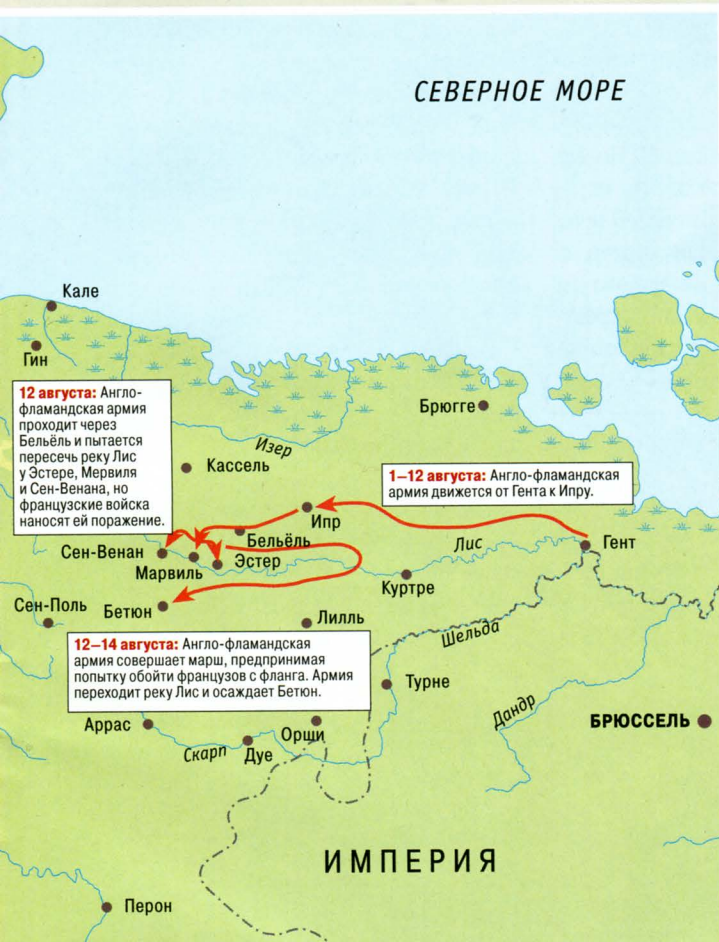 СЕВЕРНОЕ МОРЕ
Кале
Гин
12 августа: Англо-
фламандская армия
проходит через
Бельёль и пытается
пересечь реку Лис
у Эстере, Мервиля
и Сен-Венана, но
французские войска
наносят ей поражение.
Брюгге
Изер
Кассель
1–12 августа: Англо-фламандская
армия движется от Гента к Ипру.
Ипр
Бельёль
Лис
Гент
Сен-Венан
Эстер
Марвиль
Куртре
Сен-Поль
Бетюн
Лилль
Шельда
12–14 августа: Англо-фламандская
армия совершает марш, предпринимая
попытку обойти французов с фланга. Армия
переходит реку Лис и осаждает Бетюн.
Турне
Дандр
БРЮССЕЛЬ
Аррас
Орши
Скарп
Дуе
ИМПЕРИЯ
Перон